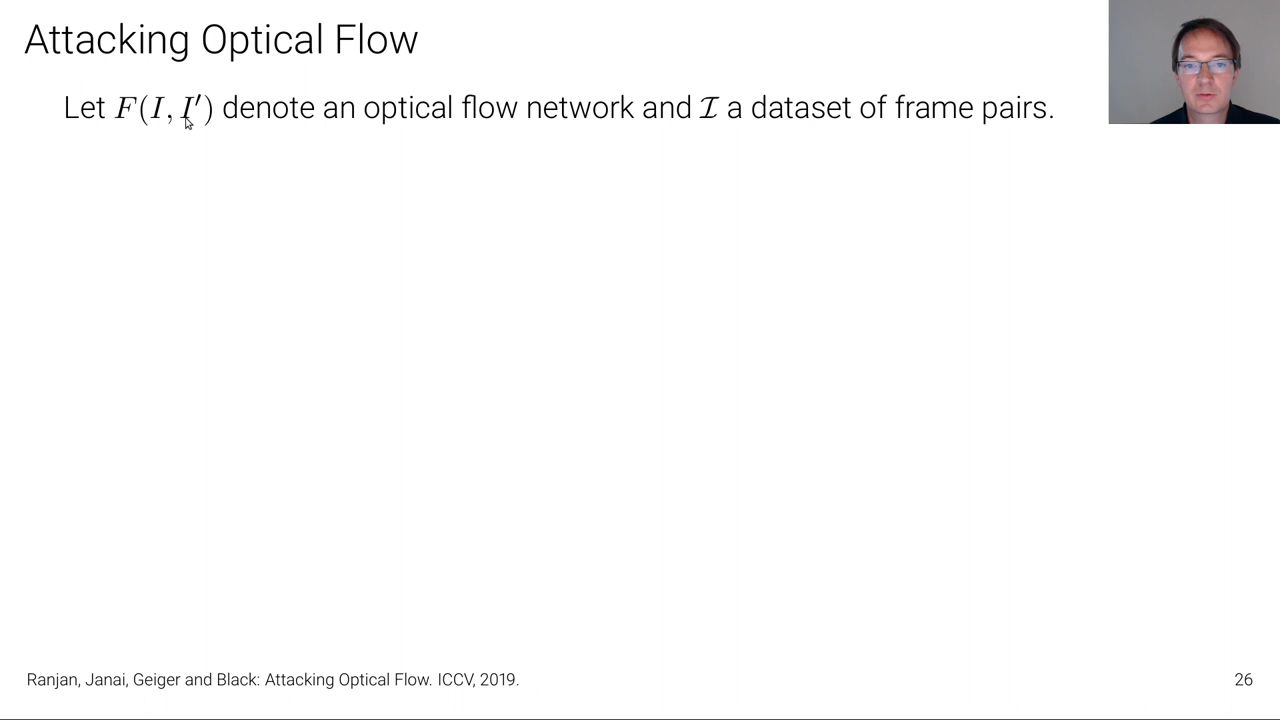 Attacking Optical Flow
Let F(I, I′) denote an optical flow network and ℐ a dataset of frame pairs.
Ranjan, Janai, Geiger and Black: Attacking Optical Flow. ICCV, 2019.
26